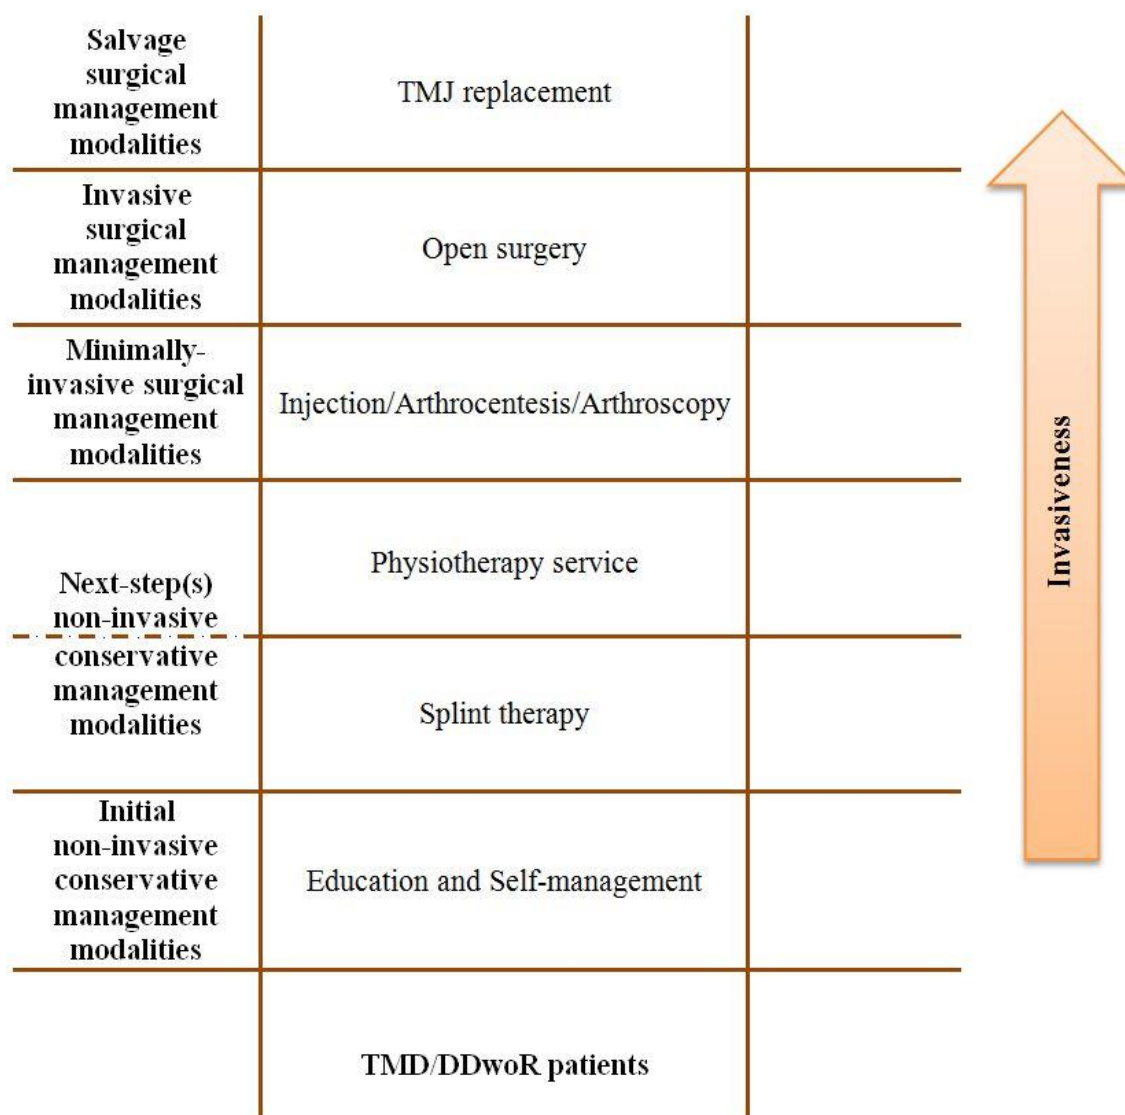 Salvage
surgical
management
modalities
TMJ replacement
Invasive
surgical
management
modalities
Open surgery
Minimally-
invasive surgical
management
modalities
Injection/Arthrocentesis/Arthroscopy
Next-step(s)
non-invasive
conservative
management
modalities
Physiotherapy service
Splint therapy
Initial
non-invasive
conservative
management
modalities
Education and Self-management
TMD/DDwoR patients
Invasiveness